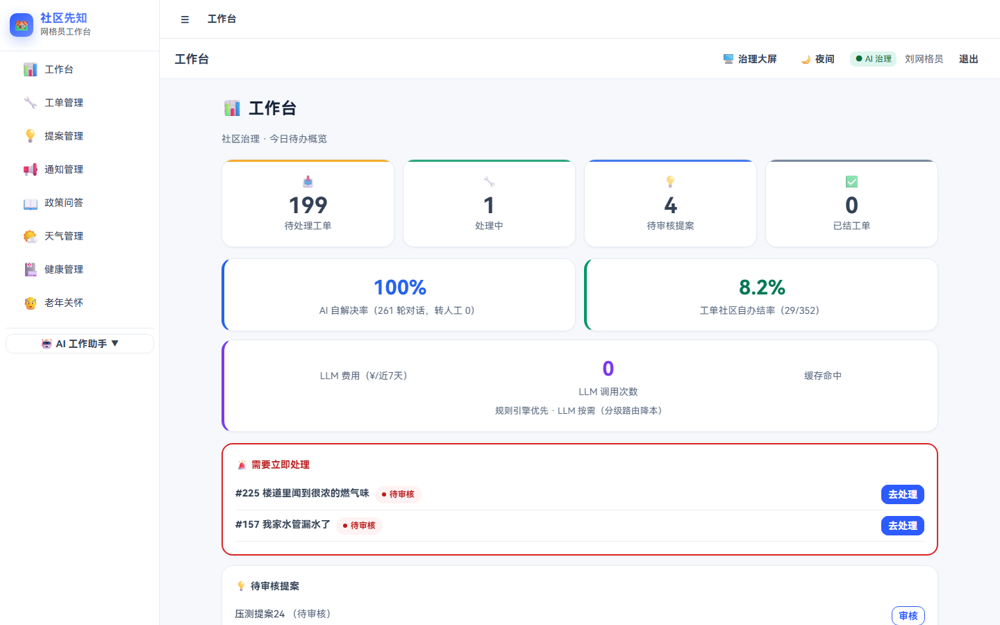 社区先知
网格员工作台
工作台
工单管理
提案管理
通知管理
政策问答
天气管理
健康管理
老年关怀
AI 工作助手 ▼
☰ 工作台
工作台
治理大屏
夜间
● AI 治理
刘网格员
退出
工作台
社区治理 · 今日待办概览
199
待处理工单
1
处理中
4
待审核提案
0
已结工单
100%
AI 自解决率（261 轮对话，转人工 0）
8.2%
工单社区自办结率（29/352）
LLM 费用（¥/近7天）
0
LLM 调用次数
缓存命中
规则引擎优先 · LLM 按需（分级路由降本）
需要立即处理
#225 楼道里闻到很浓的燃气味 ● 待审核 去处理
#157 我家水管漏水了 ● 待审核 去处理
待审核提案
压测提案24 （待审核） 审核